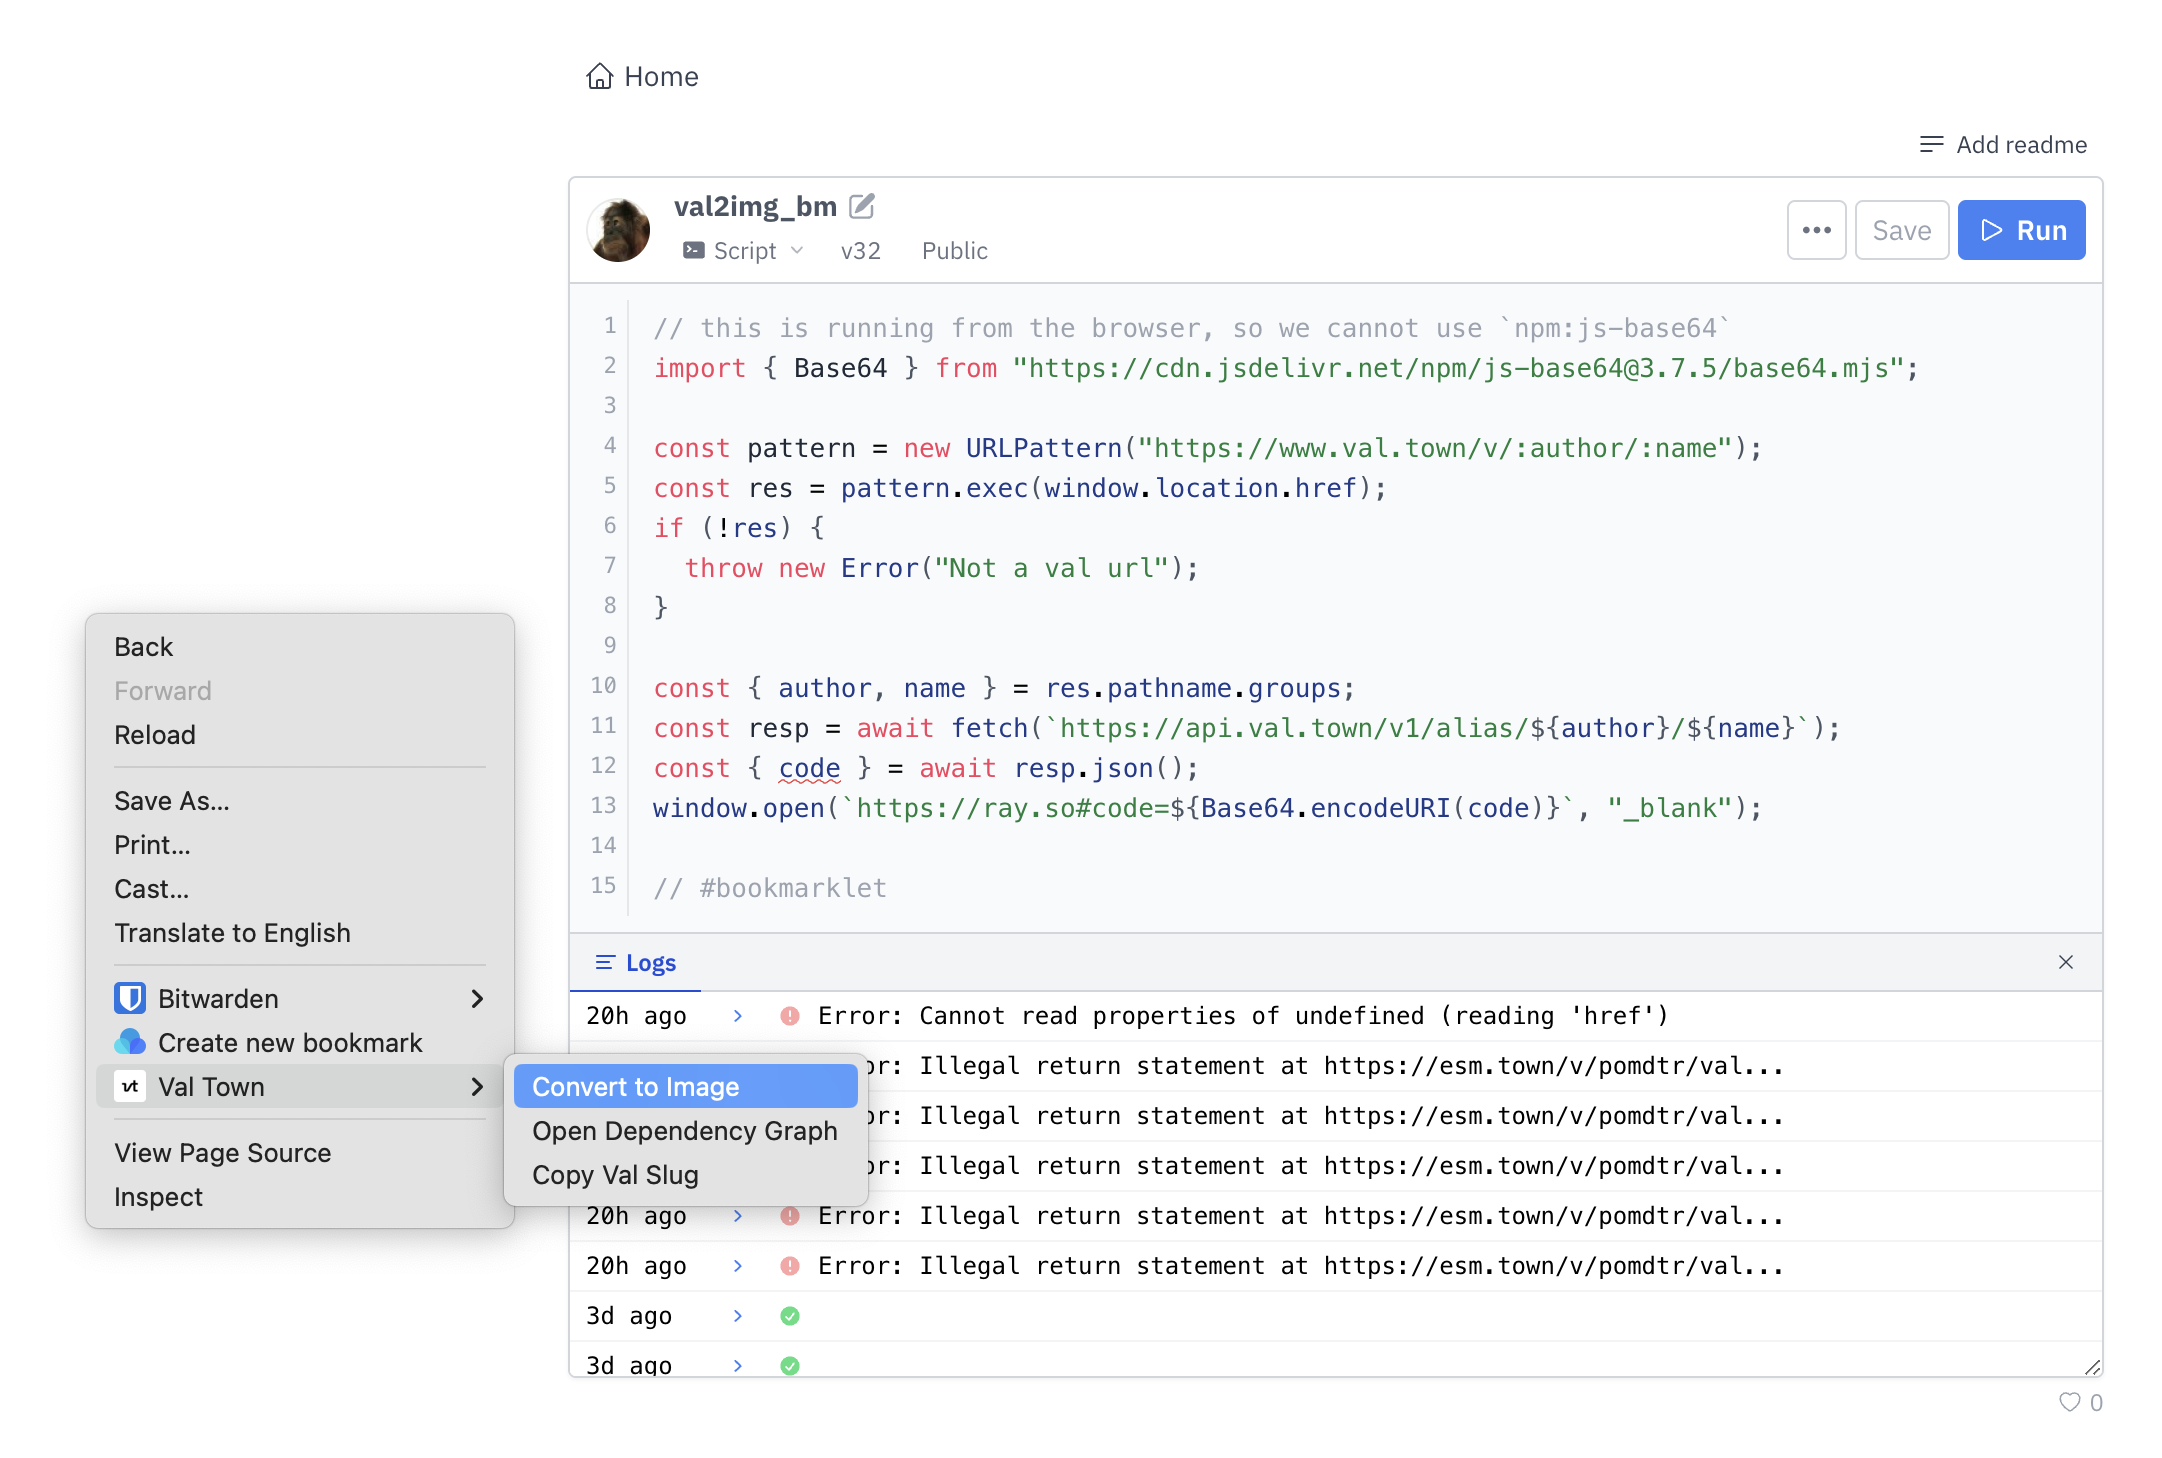 Home
Add readme
val2img_bm
Script v32 Public
Save
Run
1 // this is running from the browser, so we cannot use `npm:js-base64`
2 import { Base64 } from "https://cdn.jsdelivr.net/npm/js-base64@3.7.5/base64.mjs";
3
4 const pattern = new URLPattern("https://www.val.town/v/:author/:name");
5 const res = pattern.exec(window.location.href);
6 if (!res) {
7 throw new Error("Not a val url");
8 }
9
10 const { author, name } = res.pathname.groups;
11 const resp = await fetch(`https://api.val.town/v1/alias/${author}/${name}`);
12 const { code } = await resp.json();
13 window.open(`https://ray.so#code=${Base64.encodeURI(code)}`, "_blank");
14
15 // #bookmarklet
Back
Forward
Reload
Save As...
Print...
Cast...
Translate to English
Bitwarden
Create new bookmark
vt Val Town
View Page Source
Inspect
Convert to Image
Open Dependency Graph
Copy Val Slug
Logs
20h ago Error: Cannot read properties of undefined (reading 'href')
Illegal return statement at https://esm.town/v/pomdtr/val...
Illegal return statement at https://esm.town/v/pomdtr/val...
Illegal return statement at https://esm.town/v/pomdtr/val...
20h ago Error: Illegal return statement at https://esm.town/v/pomdtr/val...
20h ago Error: Illegal return statement at https://esm.town/v/pomdtr/val...
3d ago
3d ago
0